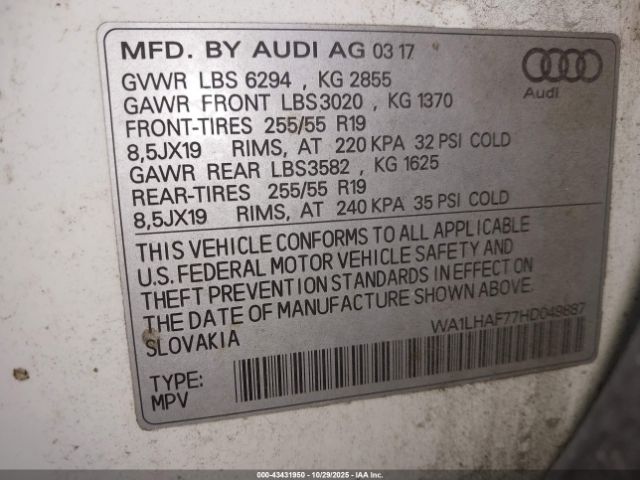 MFD. BY AUDI AG 03 17
Audi
GVWR LBS 6294 , KG 2855
GAWR FRONT LBS3020 , KG 1370
FRONT-TIRES 255/55 R19
8,5JX19 RIMS, AT 220 KPA 32 PSI COLD
GAWR REAR LBS3582 , KG 1625
REAR-TIRES 255/55 R19
8,5JX19 RIMS, AT 240 KPA 35 PSI COLD
THIS VEHICLE CONFORMS TO ALL APPLICABLE
U.S. FEDERAL MOTOR VEHICLE SAFETY AND
THEFT PREVENTION STANDARDS IN EFFECT ON
THE DATE OF MANUFACTURE SHOWN ABOVE.
SLOVAKIA
WA1LHAF77HD049887
TYPE:
MPV
000-43431950 | 10/29/2025 | IAA Inc.